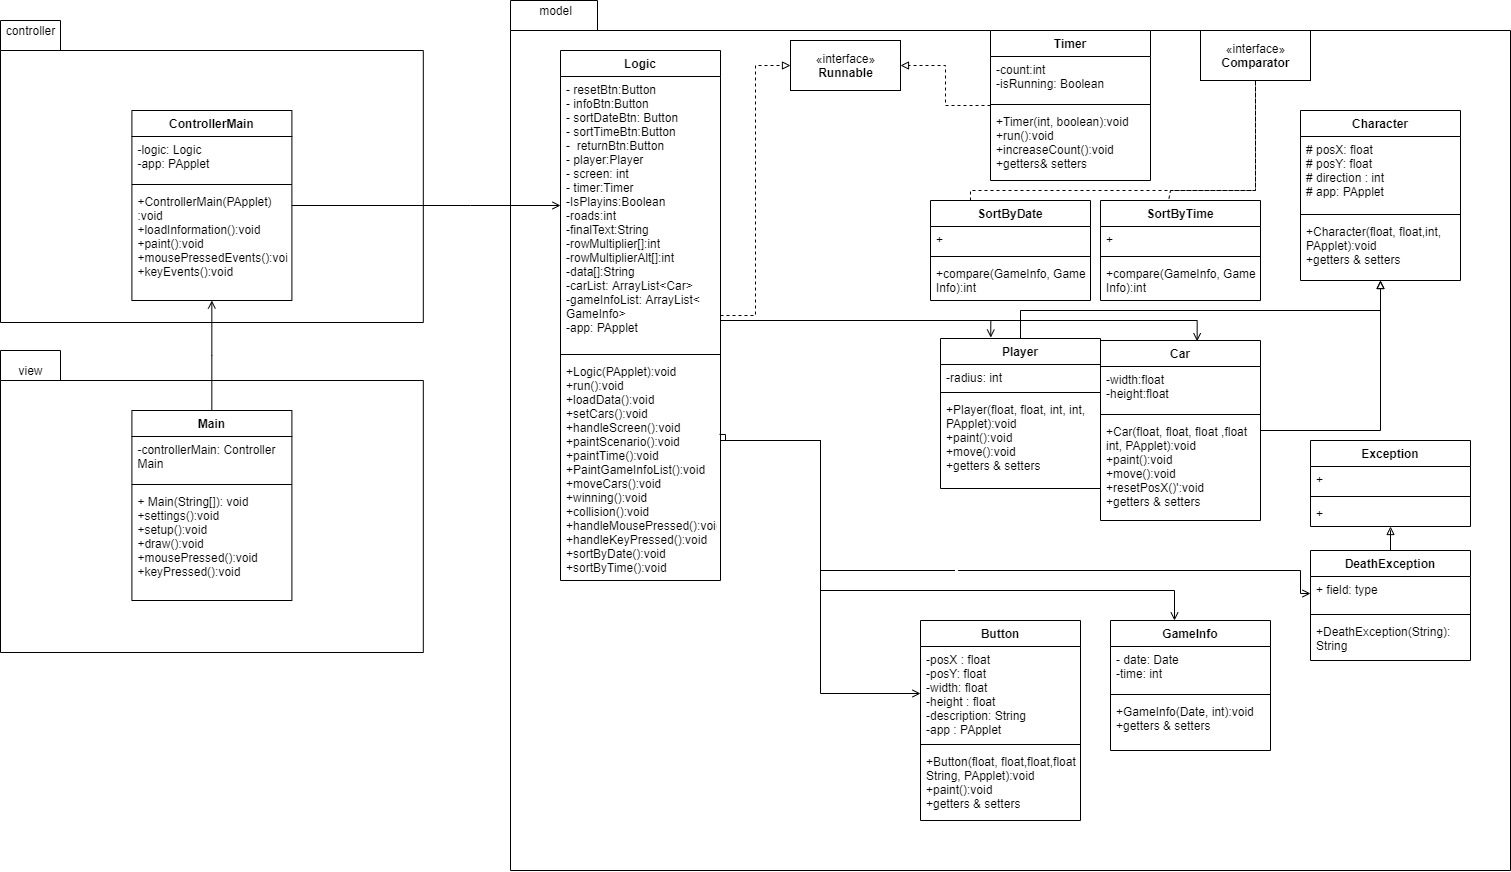 controller
ControllerMain
-logic: Logic
-app: PApplet
+ControllerMain(PApplet)
:void
+loadInformation():void
+paint():void
+mousePressedEvents():voi
+keyEvents():void
view
Main
-controllerMain: Controller
Main
+ Main(String[]): void
+settings():void
+setup():void
+draw():void
+mousePressed():void
+keyPressed():void
model
Logic
- resetBtn:Button
- infoBtn:Button
- sortDateBtn: Button
- sortTimeBtn:Button
- returnBtn:Button
- player:Player
- screen: int
- timer:Timer
-IsPlayins:Boolean
-roads:int
-finalText:String
-rowMultiplier[]:int
-rowMultiplierAlt[]:int
-data[]:String
-carList: ArrayList<Car>
-gameInfoList: ArrayList<
GameInfo>
-app: PApplet
+Logic(PApplet):void
+run():void
+loadData():void
+setCars():void
+handleScreen():void
+paintScenario():void
+paintTime():void
+PaintGameInfoList():void
+moveCars():void
+winning():void
+collision():void
+handleMousePressed():voi
+handleKeyPressed():void
+sortByDate():void
+sortByTime():void
«interface»
Runnable
Timer
-count:int
-isRunning: Boolean
+Timer(int, boolean):void
+run():void
+increaseCount():void
+getters& setters
«interface»
Comparator
SortByDate
+
+compare(GameInfo, Game
Info):int
SortByTime
+
+compare(GameInfo, Game
Info):int
Character
# posX: float
# posY: float
# direction : int
# app: PApplet
+Character(float, float,int,
PApplet):void
+getters & setters
Player
-radius: int
+Player(float, float, int, int,
PApplet):void
+paint():void
+move():void
+getters & setters
Car
-width:float
-height:float
+Car(float, float, float ,float
int, PApplet):void
+paint():void
+move():void
+resetPosX()':void
+getters & setters
Exception
+
+
DeathException
+ field: type
+DeathException(String):
String
Button
-posX : float
-posY: float
-width: float
-height : float
-description: String
-app : PApplet
+Button(float, float,float,float
String, PApplet):void
+paint():void
+getters & setters
GameInfo
- date: Date
-time: int
+GameInfo(Date, int):void
+getters & setters